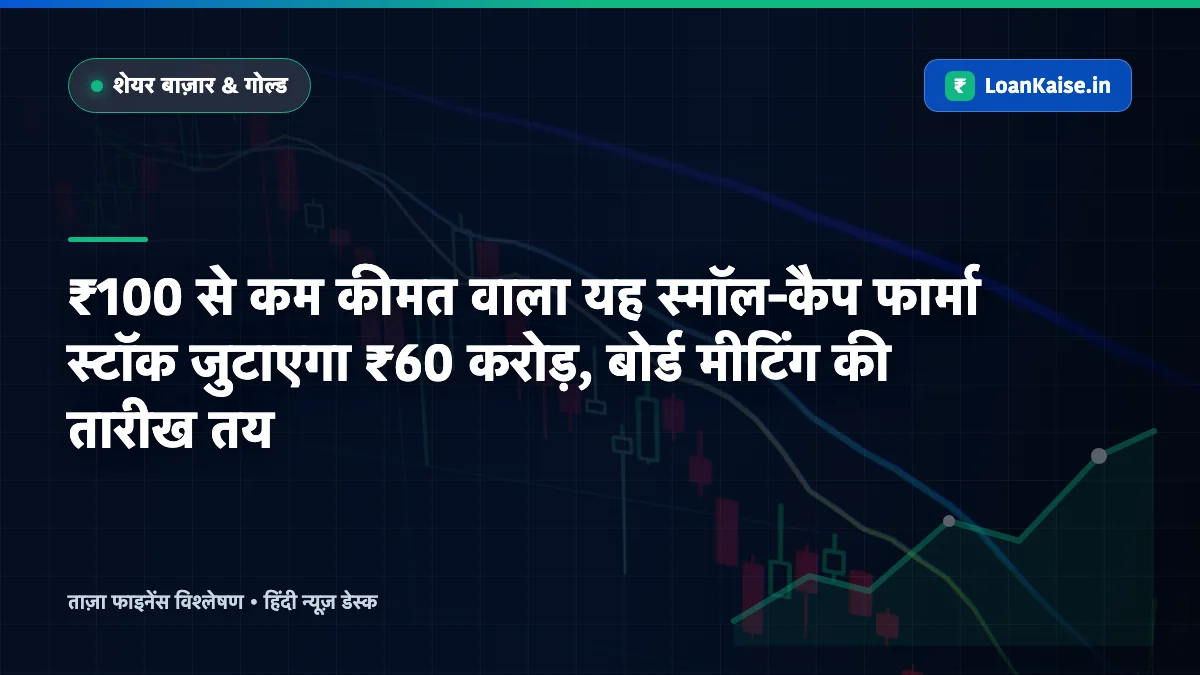 शेयर बाज़ार & गोल्ड
₹ LoanKaise.in
₹100 से कम कीमत वाला यह स्मॉल-कैप फार्मा
स्टॉक जुटाएगा ₹60 करोड़, बोर्ड मीटिंग की
तारीख तय
ताज़ा फाइनेंस विश्लेषण • हिंदी न्यूज़ डेस्क